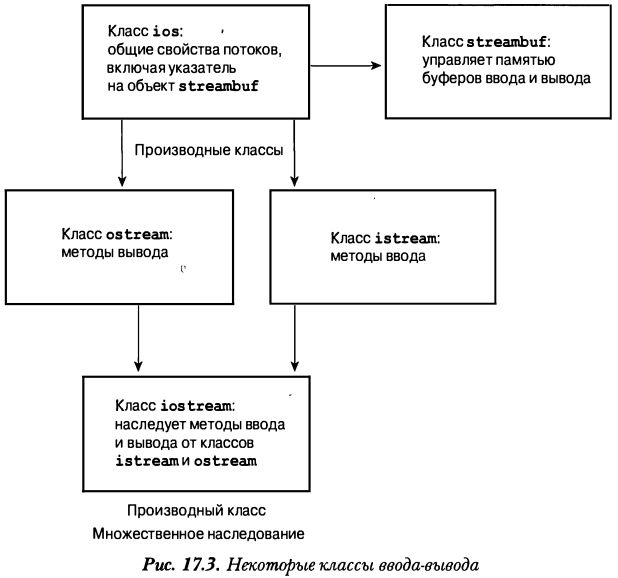 Класс ios:
общие свойства потоков,
включая указатель
на объект streambuf
Класс streambuf:
управляет памятью
буферов ввода и вывода
Производные классы
Класс ostream:
методы вывода
Класс istream:
методы ввода
Класс iostream:
наследует методы ввода
и вывода от классов
istream и ostream
Производный класс
Множественное наследование
Рис. 17.3. Некоторые классы ввода-вывода